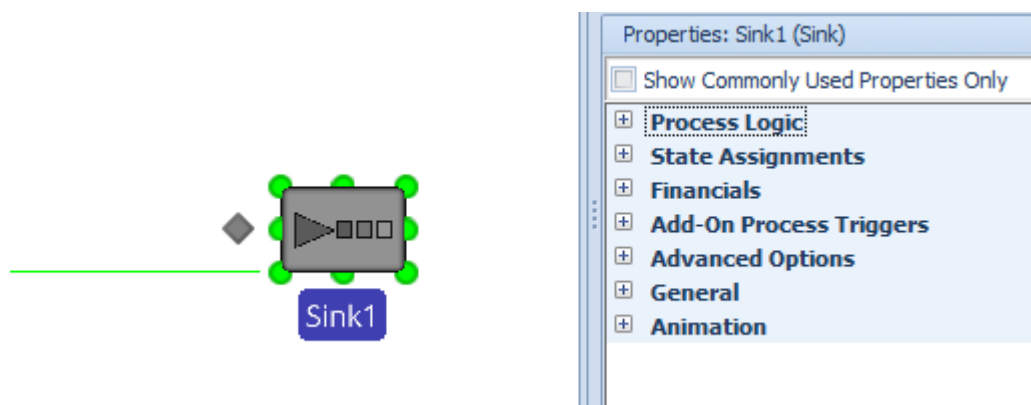 Properties: Sink1 (Sink)
Show Commonly Used Properties Only
Process Logic
State Assignments
Financials
Add-On Process Triggers
Advanced Options
General
Animation
Sink1